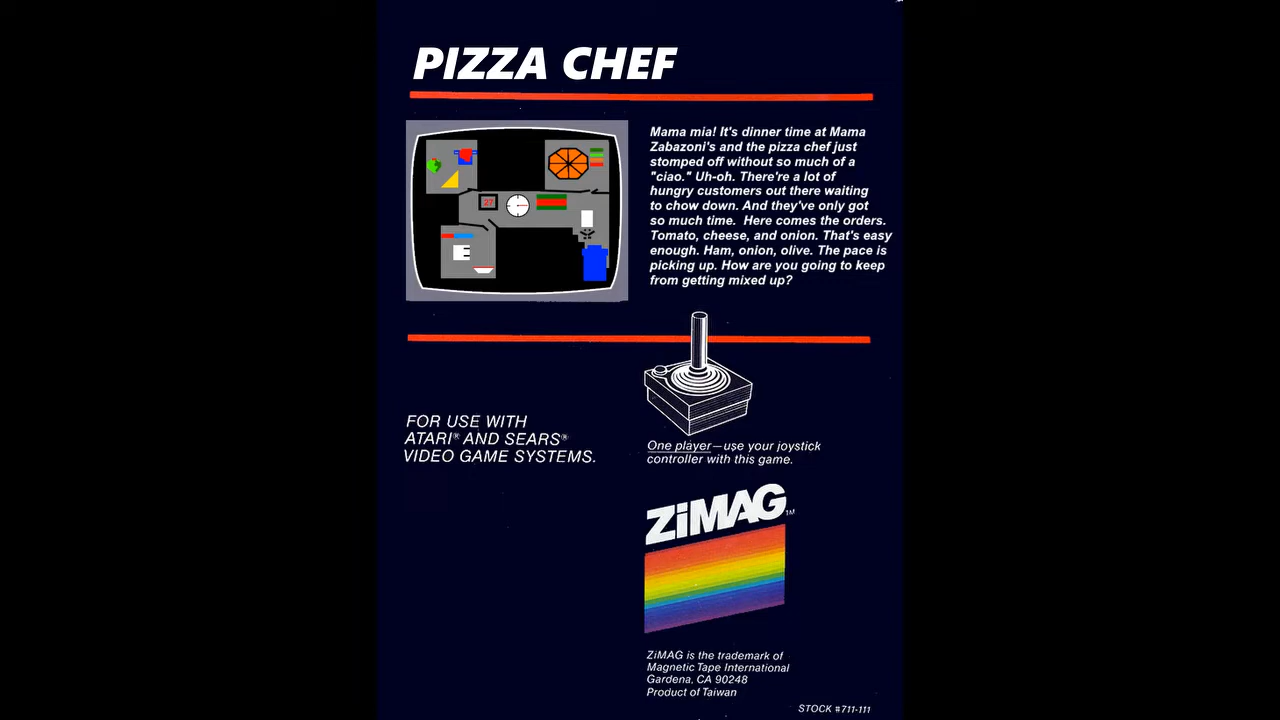 PIZZA CHEF
27
Mama mia! It's dinner time at Mama
Zabazoni's and the pizza chef just
stomped off without so much of a
"ciao." Uh-oh. There're a lot of
hungry customers out there waiting
to chow down. And they've only got
so much time. Here comes the orders.
Tomato, cheese, and onion. That's easy
enough. Ham, onion, olive. The pace is
picking up. How are you going to keep
from getting mixed up?
FOR USE WITH
ATARI® AND SEARS®
VIDEO GAME SYSTEMS.
One player—use your joystick
controller with this game.
ZiMAG™
ZiMAG is the trademark of
Magnetic Tape International
Gardena, CA 90248
Product of Taiwan
STOCK #711-111